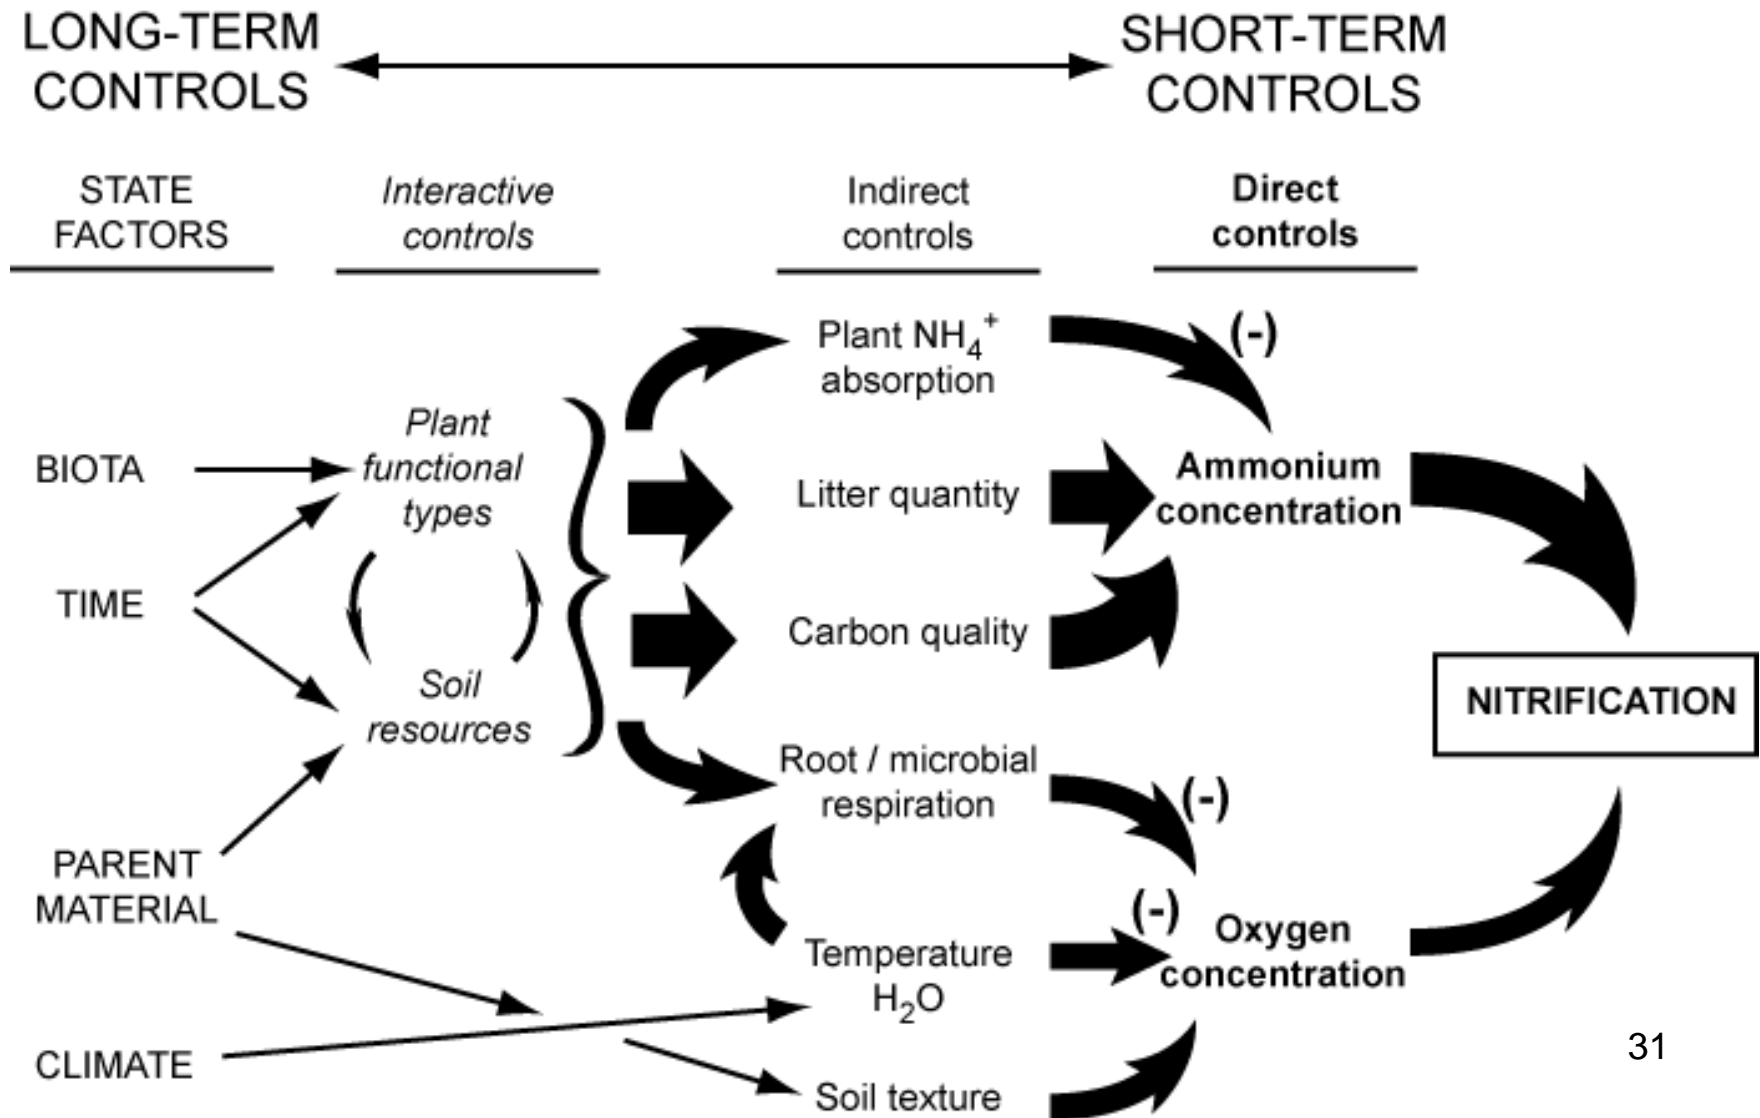 LONG-TERM
CONTROLS
SHORT-TERM
CONTROLS
STATE
FACTORS
Interactive
controls
Indirect
controls
Direct
controls
BIOTA
TIME
PARENT
MATERIAL
CLIMATE
Plant
functional
types
Soil
resources
Plant NH₄⁺
absorption
Litter quantity
Carbon quality
Root / microbial
respiration
Temperature
H₂O
Soil texture
(-)
Ammonium
concentration
(-)
(-)
Oxygen
concentration
NITRIFICATION
31